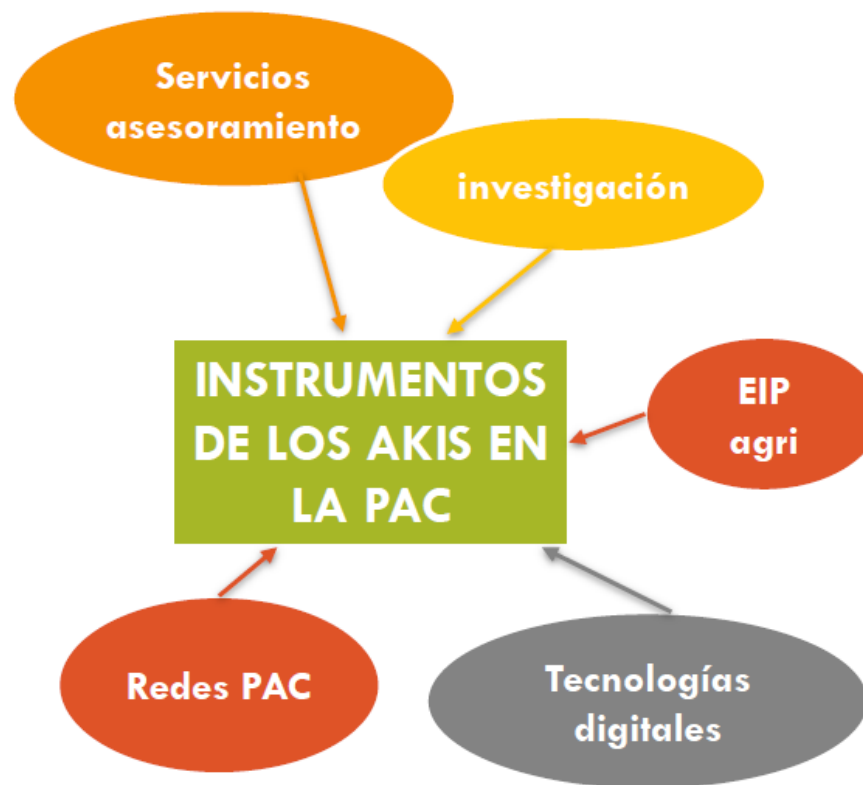 Servicios
asesoramiento
investigación
INSTRUMENTOS
DE LOS AKIS EN
LA PAC
EIP
agri
Redes PAC
Tecnologías
digitales